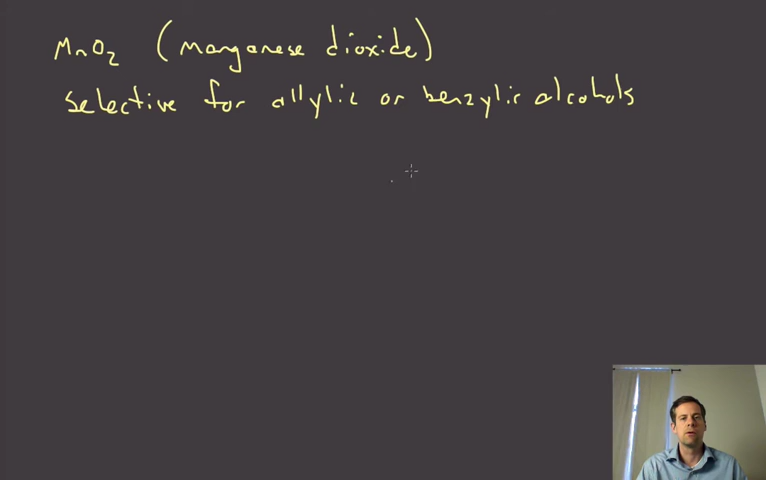 MnO2 (manganese dioxide)
selective for allylic or benzylic alcohols